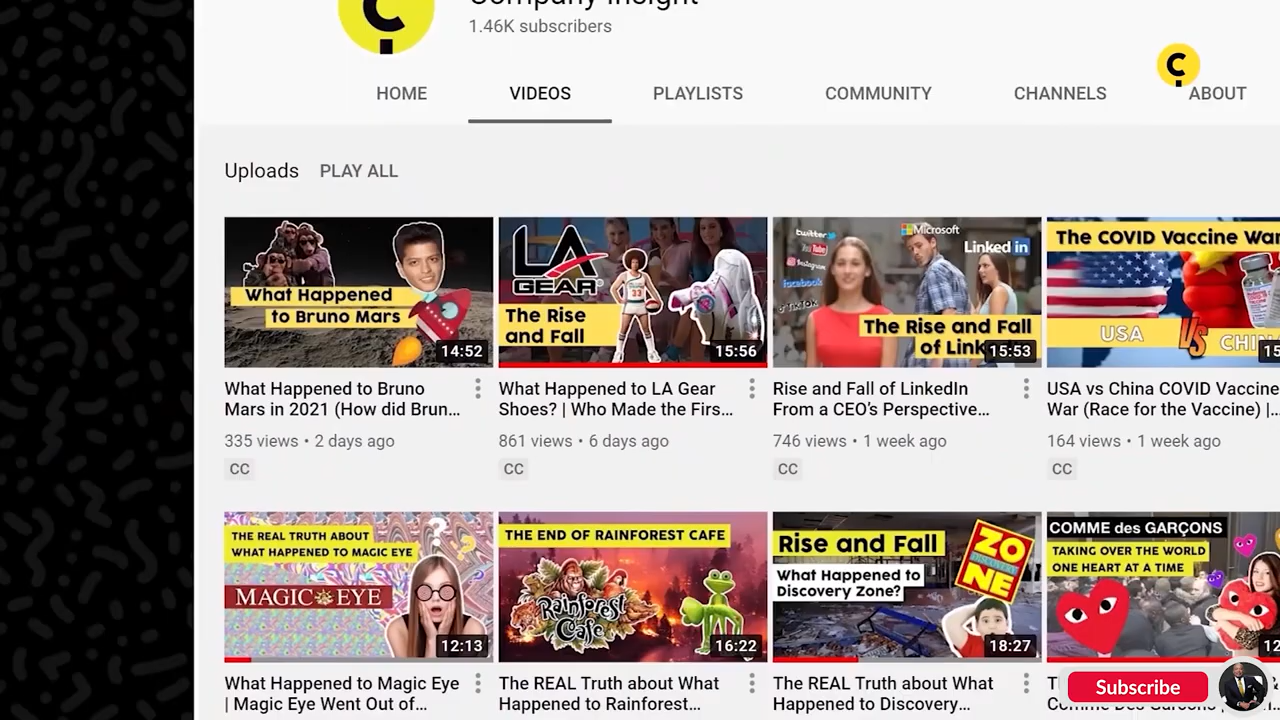 Company Insight
1.46K subscribers
HOME
VIDEOS
PLAYLISTS
COMMUNITY
CHANNELS
ABOUT
Uploads
PLAY ALL
What Happened
to Bruno Mars
14:52
LA
GEAR
The Rise
and Fall
33
15:56
twitter
YouTube
Instagram
facebook
TikTok
Microsoft
Linked in
The Rise and Fall
of Link
15:53
The COVID Vaccine War
USA
VS
CHIN
15
What Happened to Bruno
Mars in 2021 (How did Brun...
335 views • 2 days ago
CC
What Happened to LA Gear
Shoes? | Who Made the Firs...
861 views • 6 days ago
CC
Rise and Fall of LinkedIn
From a CEO’s Perspective...
746 views • 1 week ago
CC
USA vs China COVID Vaccine
War (Race for the Vaccine) |...
164 views • 1 week ago
CC
THE REAL TRUTH ABOUT
WHAT HAPPENED TO MAGIC EYE
MAGIC EYE
12:13
THE END OF RAINFOREST CAFE
Rainforest
Cafe
16:22
Rise and Fall
What Happened to
Discovery Zone?
ZO
DISCOVERY
NE
18:27
COMME des GARÇONS
TAKING OVER THE WORLD
ONE HEART AT A TIME
12
What Happened to Magic Eye
| Magic Eye Went Out of...
The REAL Truth about What
Happened to Rainforest...
The REAL Truth about What
Happened to Discovery...
Comme Des Garcons
Subscribe